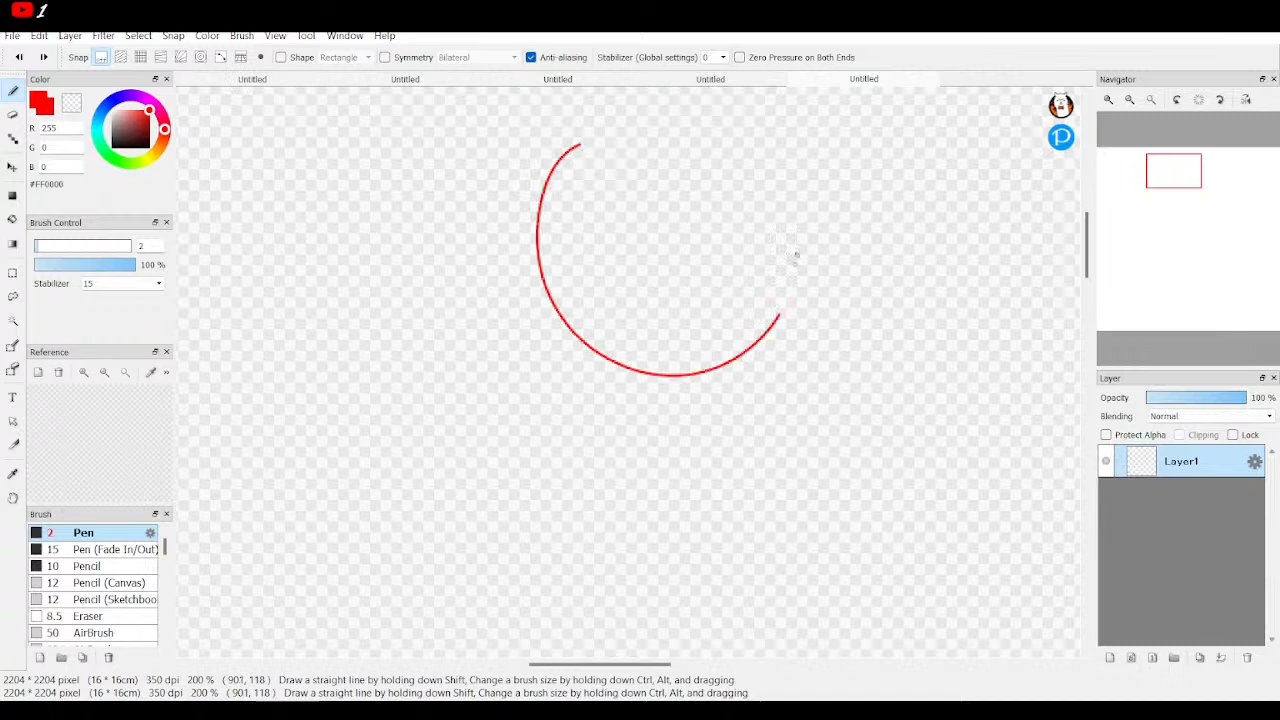 1
File Edit Layer Filter Select Snap Color Brush View Tool Window Help
Snap Shape Rectangle Symmetry Bilateral Anti-aliasing Stabilizer (Global settings) 0 Zero Pressure on Both Ends
Color
Untitled Untitled Untitled Untitled Untitled
Navigator
R 255
G 0
B 0
#FF0000
Brush Control
2
100 %
Stabilizer 15
Reference
Layer
Opacity 100 %
Blending Normal
Protect Alpha Clipping Lock
Layer1
Brush
2 Pen
15 Pen (Fade In/Out)
10 Pencil
12 Pencil (Canvas)
12 Pencil (Sketchboo
8.5 Eraser
50 AirBrush
2204 * 2204 pixel (16 * 16cm) 350 dpi 200 % ( 901, 118 ) Draw a straight line by holding down Shift, Change a brush size by holding down Ctrl, Alt, and dragging
2204 * 2204 pixel (16 * 16cm) 350 dpi 200 % ( 901, 118 ) Draw a straight line by holding down Shift, Change a brush size by holding down Ctrl, Alt, and dragging